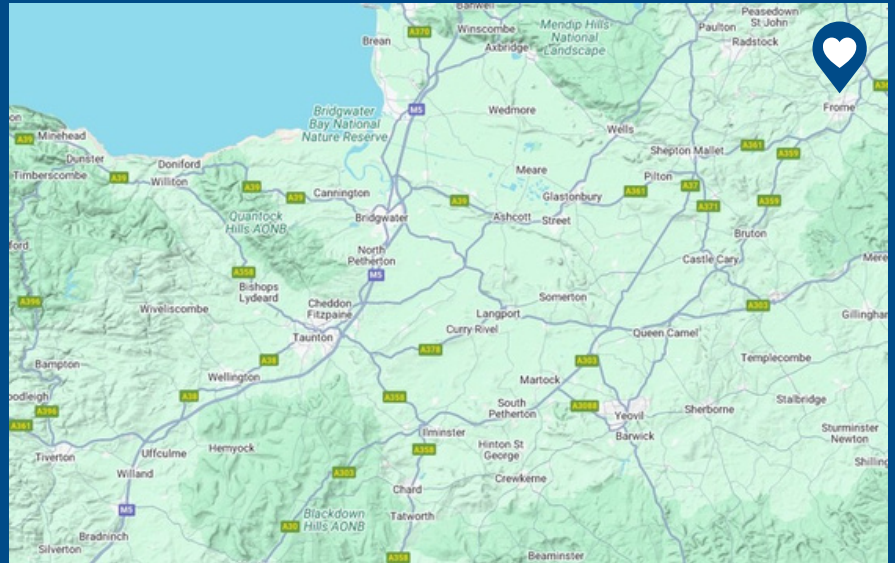 Banwell
Peasedown
St John
A370
Winscombe
Mendip Hills
National
Landscape
Paulton
Radstock
Brean
Axbridge
M5
Wedmore
Frome
Bridgwater
Bay National
Nature Reserve
Wells
A39
Minehead
Shepton Mallet
A361
A359
Dunster
Doniford
Timberscombe
A39
Williton
Meare
Pilton
A39
A39
Cannington
A39
Glastonbury
A361
A37
A359
A371
Quantock
Hills AONB
Bridgwater
Ashcott
Street
Bruton
North
Petherton
M5
Castle Cary
Mere
A358
Bishops
Lydeard
A396
Wiveliscombe
Cheddon
Fitzpaine
Somerton
A303
Langport
Gillingha
Taunton
Curry Rivel
Queen Camel
A378
A38
A303
Templecombe
Bampton
Wellington
Martock
oodleigh
A38
A358
South
Petherton
A3088
Yeovil
Sherborne
Stalbridge
A396
A361
Ilminster
Barwick
Sturminster
Newton
Tiverton
Uffculme
Hemyock
A358
Hinton St
George
Shilling
Willand
A303
Crewkerne
Chard
M5
Blackdown
Hills AONB
A30
Tatworth
Bradninch
Silverton
A358
Beaminster